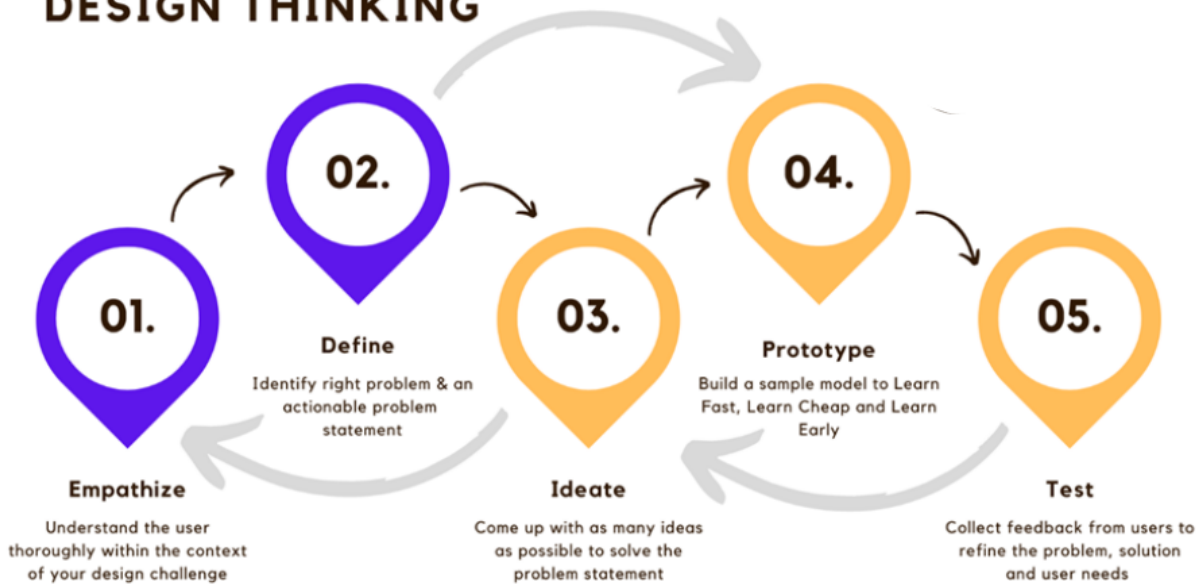 DESIGN THINKING
02.
04.
01.
03.
05.
Define
Identify right problem & an
actionable problem
statement
Prototype
Build a sample model to Learn
Fast, Learn Cheap and Learn
Early
Empathize
Understand the user
thoroughly within the context
of your design challenge
Ideate
Come up with as many ideas
as possible to solve the
problem statement
Test
Collect feedback from users to
refine the problem, solution
and user needs